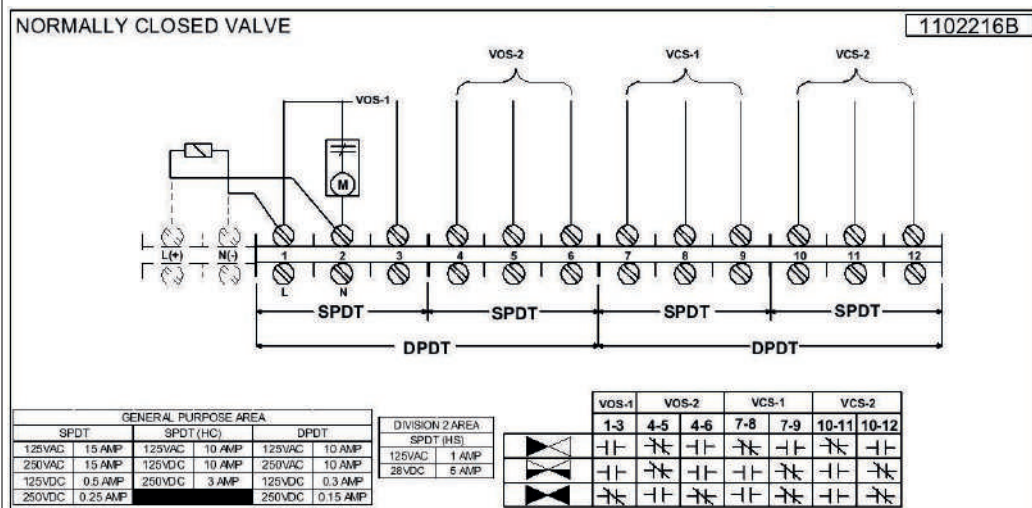 NORMALLY CLOSED VALVE
1102216B
VOS-2
VCS-1
VCS-2
VOS-1
M
L(+) N(-) 1 2 3 4 5 6 7 8 9 10 11 12
L N
SPDT SPDT SPDT SPDT
DPDT DPDT
GENERAL PURPOSE AREA
SPDT SPDT (HC) DPDT
125VAC 15 AMP 125VAC 10 AMP 125VAC 10 AMP
250VAC 15 AMP 125VDC 10 AMP 250VAC 10 AMP
125VDC 0.5 AMP 250VDC 3 AMP 125VDC 0.3 AMP
250VDC 0.25 AMP 250VDC 0.15 AMP
DIVISION 2 AREA
SPDT (HS)
125VAC 1 AMP
28VDC 5 AMP
VOS-1 VOS-2 VCS-1 VCS-2
1-3 4-5 4-6 7-8 7-9 10-11 10-12